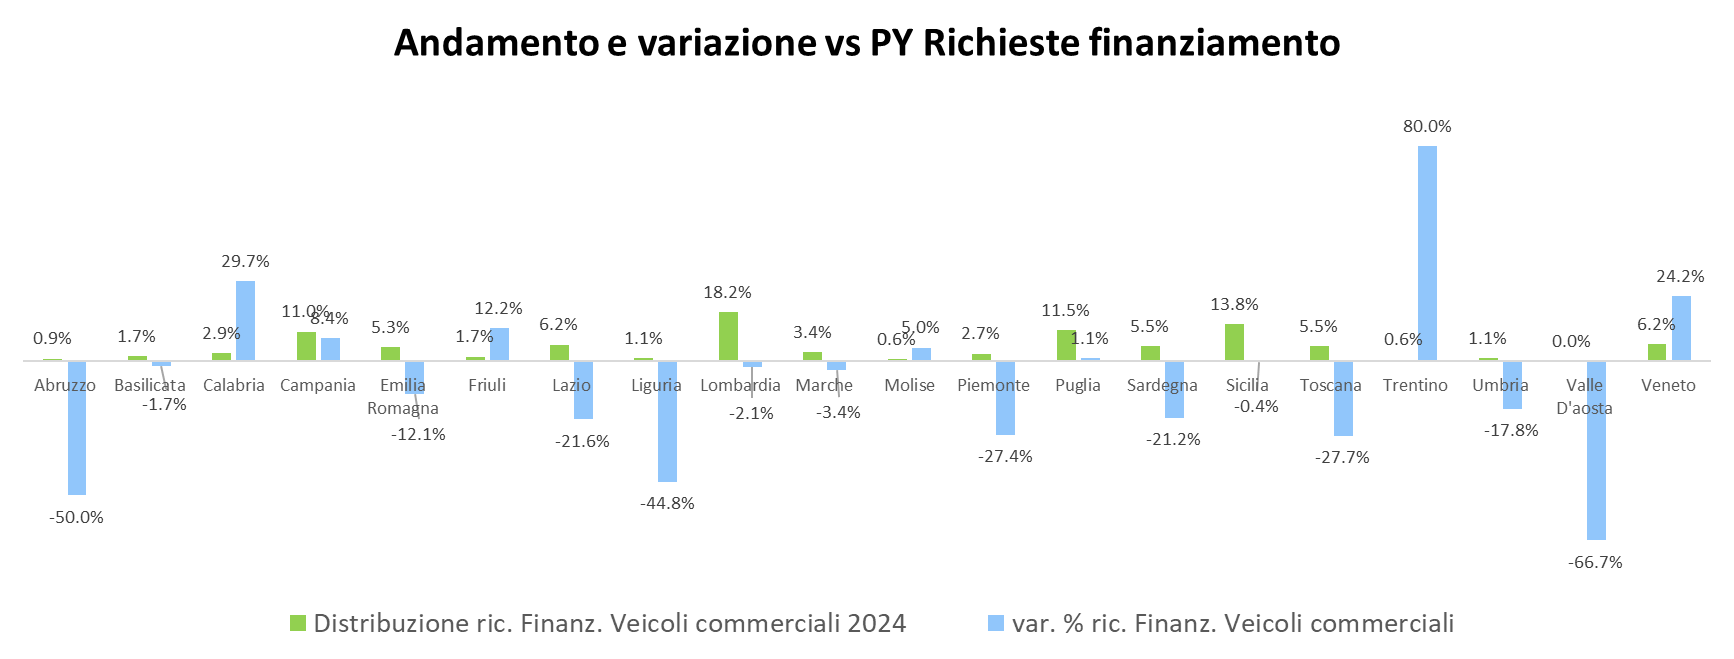 Andamento e variazione vs PY Richieste finanziamento
80.0%
29.7%
24.2%
18.2%
12.2%
13.8%
11.0%
8.4%
11.5%
0.9%
1.7%
2.9%
5.3%
1.7%
6.2%
1.1%
3.4%
0.6%
5.0%
2.7%
1.1%
5.5%
5.5%
0.6%
1.1%
0.0%
6.2%
Abruzzo
Basilicata
Calabria
Campania
Emilia
Romagna
Friuli
Lazio
Liguria
Lombardia
Marche
Molise
Piemonte
Puglia
Sardegna
Sicilia
Toscana
Trentino
Umbria
Valle
D'aosta
Veneto
-50.0%
-1.7%
-12.1%
-21.6%
-44.8%
-2.1%
-3.4%
-27.4%
-21.2%
-0.4%
-27.7%
-17.8%
-66.7%
Distribuzione ric. Finanz. Veicoli commerciali 2024
var. % ric. Finanz. Veicoli commerciali